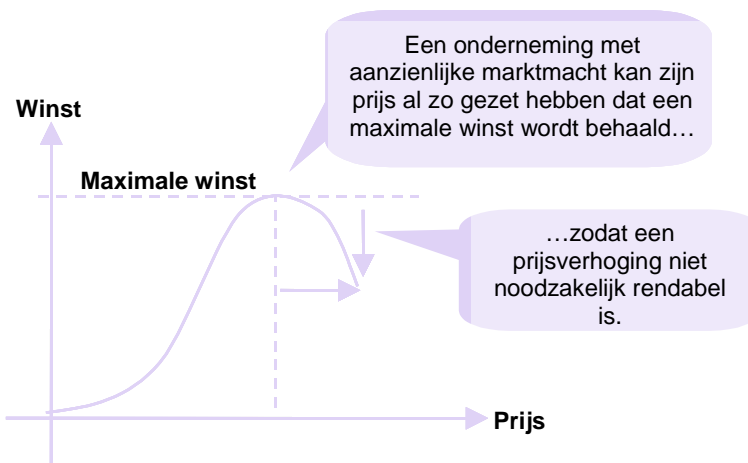 Een onderneming met
aanzienlijke marktmacht kan zijn
prijs al zo gezet hebben dat een
maximale winst wordt behaald…
Winst
Maximale winst
…zodat een
prijsverhoging niet
noodzakelijk rendabel
is.
Prijs